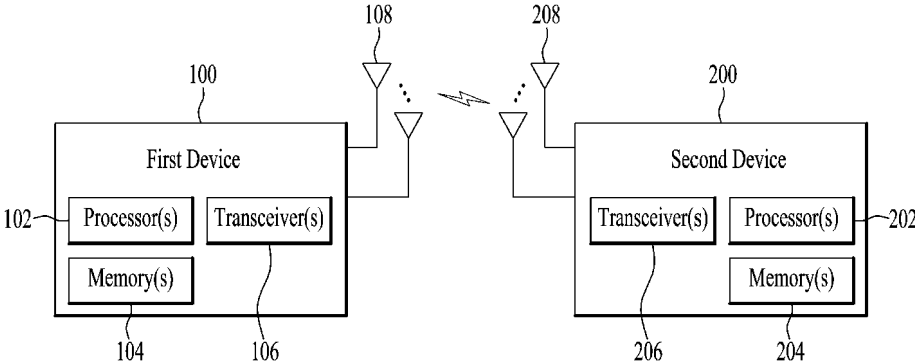 108
208
100
200
First Device
Second Device
102
Processor(s)
Transceiver(s)
Transceiver(s)
Processor(s)
202
Memory(s)
Memory(s)
104
106
206
204